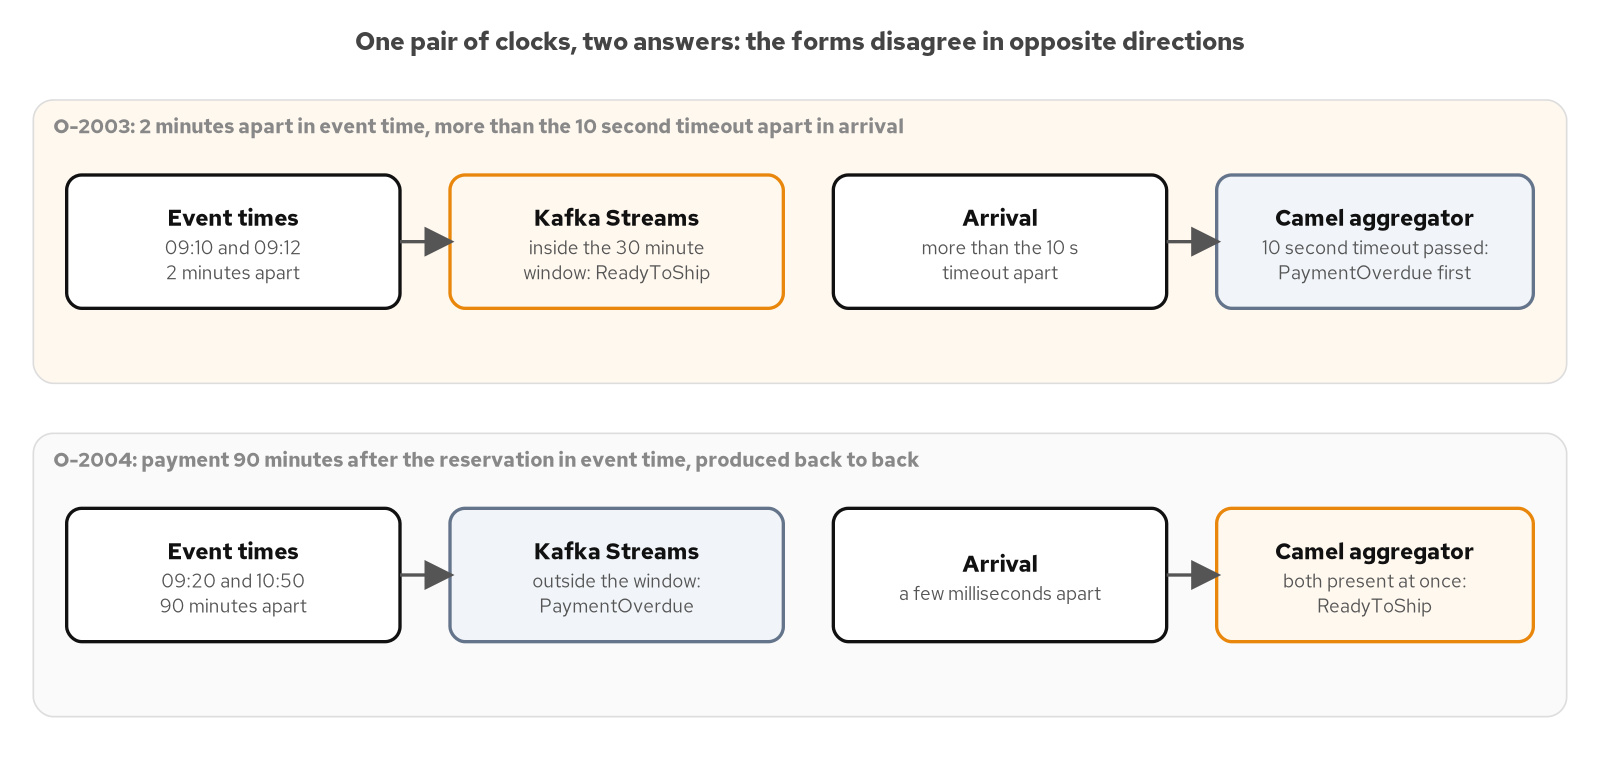 One pair of clocks, two answers: the forms disagree in opposite directions
O-2003: 2 minutes apart in event time, more than the 10 second timeout apart in arrival
Event times
09:10 and 09:12
2 minutes apart
Kafka Streams
inside the 30 minute
window: ReadyToShip
Arrival
more than the 10 s
timeout apart
Camel aggregator
10 second timeout passed:
PaymentOverdue first
O-2004: payment 90 minutes after the reservation in event time, produced back to back
Event times
09:20 and 10:50
90 minutes apart
Kafka Streams
outside the window:
PaymentOverdue
Arrival
a few milliseconds apart
Camel aggregator
both present at once:
ReadyToShip